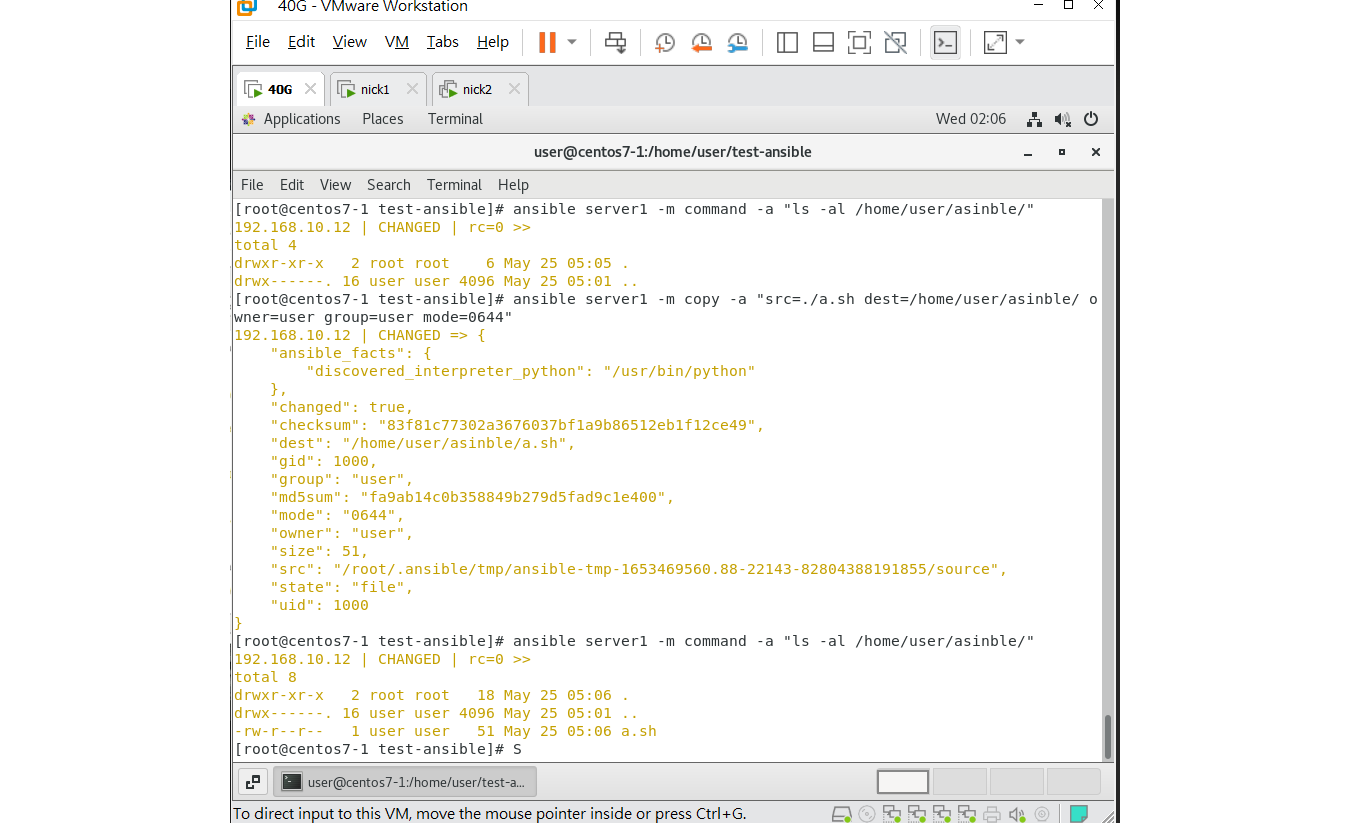 40G - VMware Workstation
File Edit View VM Tabs Help
40G nick1 nick2
Applications Places Terminal Wed 02:06
user@centos7-1:/home/user/test-ansible
File Edit View Search Terminal Help
[root@centos7-1 test-ansible]# ansible server1 -m command -a "ls -al /home/user/asinble/"
192.168.10.12 | CHANGED | rc=0 >>
total 4
drwxr-xr-x   2 root root    6 May 25 05:05 .
drwx------. 16 user user 4096 May 25 05:01 ..
[root@centos7-1 test-ansible]# ansible server1 -m copy -a "src=./a.sh dest=/home/user/asinble/ o
wner=user group=user mode=0644"
192.168.10.12 | CHANGED => {
    "ansible_facts": {
        "discovered_interpreter_python": "/usr/bin/python"
    },
    "changed": true,
    "checksum": "83f81c77302a3676037bf1a9b86512eb1f12ce49",
    "dest": "/home/user/asinble/a.sh",
    "gid": 1000,
    "group": "user",
    "md5sum": "fa9ab14c0b358849b279d5fad9c1e400",
    "mode": "0644",
    "owner": "user",
    "size": 51,
    "src": "/root/.ansible/tmp/ansible-tmp-1653469560.88-22143-82804388191855/source",
    "state": "file",
    "uid": 1000
}
[root@centos7-1 test-ansible]# ansible server1 -m command -a "ls -al /home/user/asinble/"
192.168.10.12 | CHANGED | rc=0 >>
total 8
drwxr-xr-x   2 root root   18 May 25 05:06 .
drwx------. 16 user user 4096 May 25 05:01 ..
-rw-r--r--   1 user user   51 May 25 05:06 a.sh
[root@centos7-1 test-ansible]# S
user@centos7-1:/home/user/test-a...
To direct input to this VM, move the mouse pointer inside or press Ctrl+G.